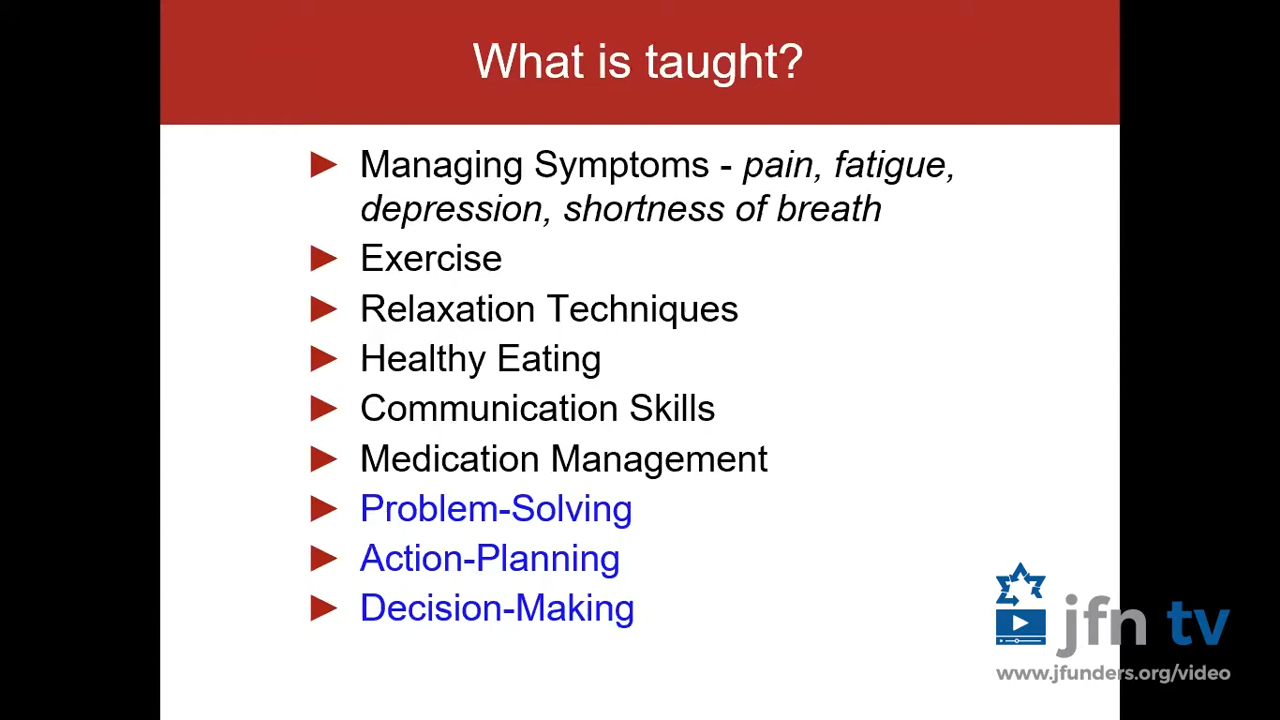 What is taught?
Managing Symptoms - pain, fatigue,
depression, shortness of breath
Exercise
Relaxation Techniques
Healthy Eating
Communication Skills
Medication Management
Problem-Solving
Action-Planning
Decision-Making
jfn tv
www.jfunders.org/video